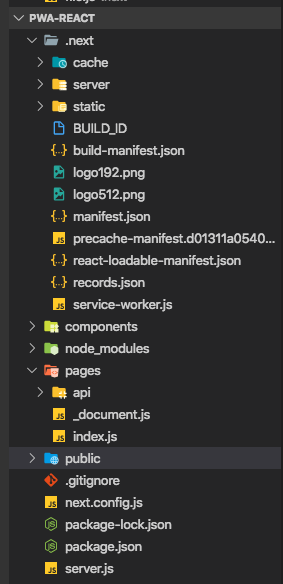 PWA-REACT
.next
cache
server
static
BUILD_ID
build-manifest.json
logo192.png
logo512.png
manifest.json
precache-manifest.d01311a0540...
react-loadable-manifest.json
records.json
service-worker.js
components
node_modules
pages
api
_document.js
index.js
public
.gitignore
next.config.js
package-lock.json
package.json
server.js